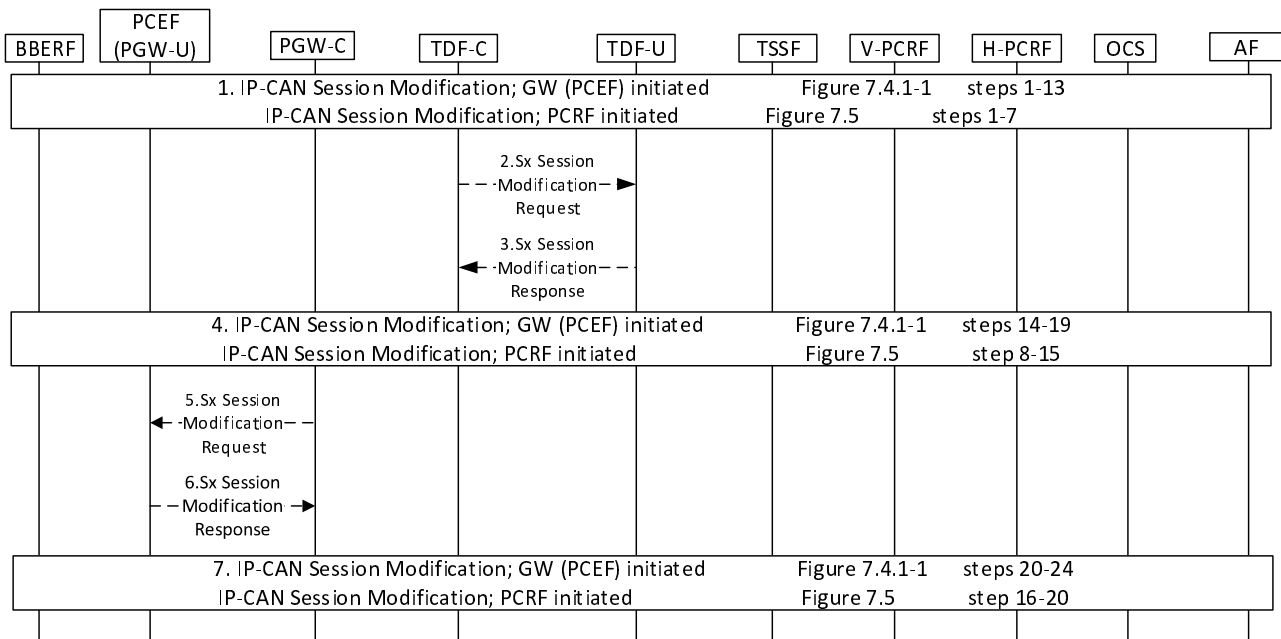 PCEF
(PGW-U)
BBERF
PGW-C
TDF-C
TDF-U
TSSF
V-PCRF
H-PCRF
OCS
AF
1. IP-CAN Session Modification; GW (PCEF) initiated Figure 7.4.1-1 steps 1-13
IP-CAN Session Modification; PCRF initiated Figure 7.5 steps 1-7
2.Sx Session
Modification
Request
3.Sx Session
Modification
Response
4. IP-CAN Session Modification; GW (PCEF) initiated Figure 7.4.1-1 steps 14-19
IP-CAN Session Modification; PCRF initiated Figure 7.5 step 8-15
5.Sx Session
Modification
Request
6.Sx Session
Modification
Response
7. IP-CAN Session Modification; GW (PCEF) initiated Figure 7.4.1-1 steps 20-24
IP-CAN Session Modification; PCRF initiated Figure 7.5 step 16-20